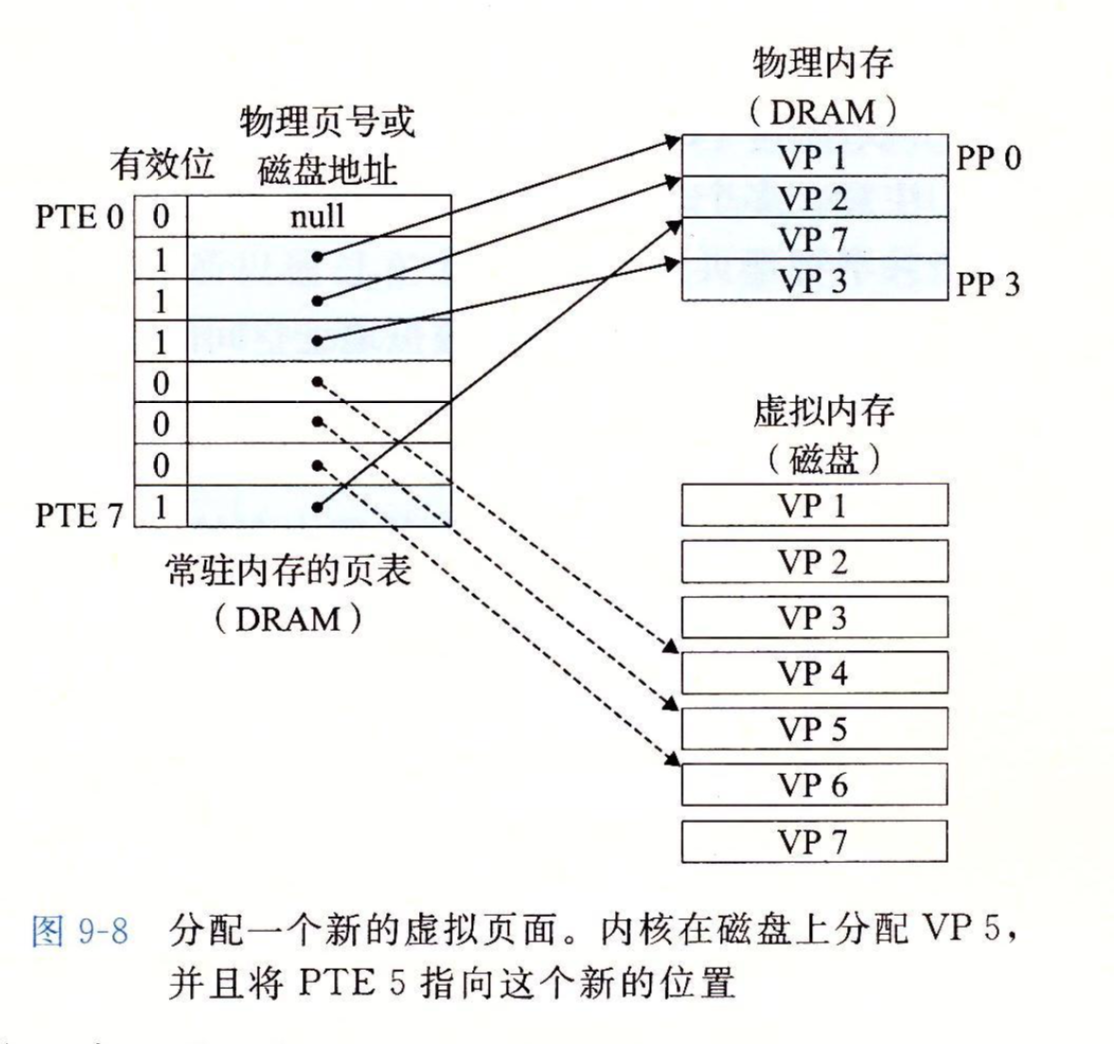 物理页号或
磁盘地址
有效位
PTE 0
0
null
1
1
1
0
0
0
PTE 7
1
常驻内存的页表
（DRAM）
物理内存
（DRAM）
VP 1
PP 0
VP 2
VP 7
VP 3
PP 3
虚拟内存
（磁盘）
VP 1
VP 2
VP 3
VP 4
VP 5
VP 6
VP 7
图 9-8 分配一个新的虚拟页面。内核在磁盘上分配 VP 5，
并且将 PTE 5 指向这个新的位置